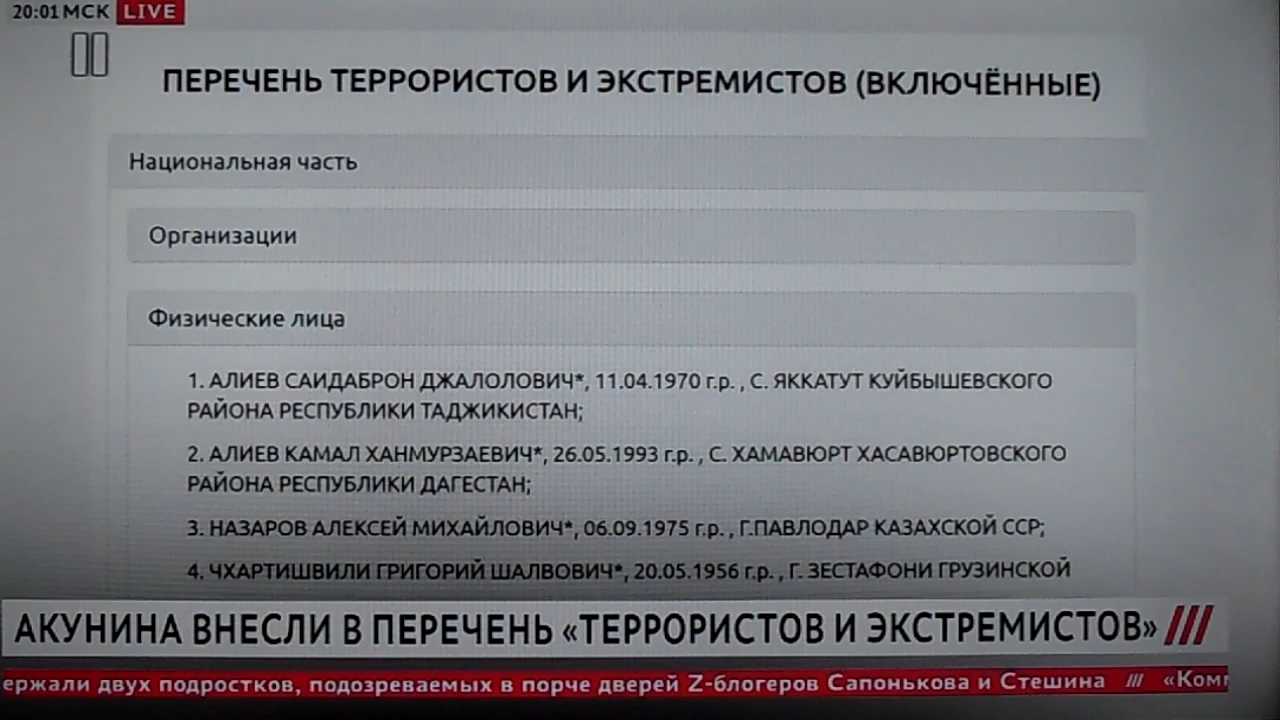 20:01 МСК LIVE
ПЕРЕЧЕНЬ ТЕРРОРИСТОВ И ЭКСТРЕМИСТОВ (ВКЛЮЧЁННЫЕ)
Национальная часть
Организации
Физические лица
1. АЛИЕВ САИДАБРОН ДЖАЛОЛОВИЧ*, 11.04.1970 г.р. , С. ЯККАТУТ КУЙБЫШЕВСКОГО
РАЙОНА РЕСПУБЛИКИ ТАДЖИКИСТАН;
2. АЛИЕВ КАМАЛ ХАНМУРЗАЕВИЧ*, 26.05.1993 г.р. , С. ХАМАВЮРТ ХАСАВЮРТОВСКОГО
РАЙОНА РЕСПУБЛИКИ ДАГЕСТАН;
3. НАЗАРОВ АЛЕКСЕЙ МИХАЙЛОВИЧ*, 06.09.1975 г.р. , Г.ПАВЛОДАР КАЗАХСКОЙ ССР;
4. ЧХАРТИШВИЛИ ГРИГОРИЙ ШАЛВОВИЧ*, 20.05.1956 г.р. , Г. ЗЕСТАФОНИ ГРУЗИНСКОЙ
АКУНИНА ВНЕСЛИ В ПЕРЕЧЕНЬ «ТЕРРОРИСТОВ И ЭКСТРЕМИСТОВ» ///
ержали двух подростков, подозреваемых в порче дверей Z-блогеров Сапонькова и Стешина /// «Ком